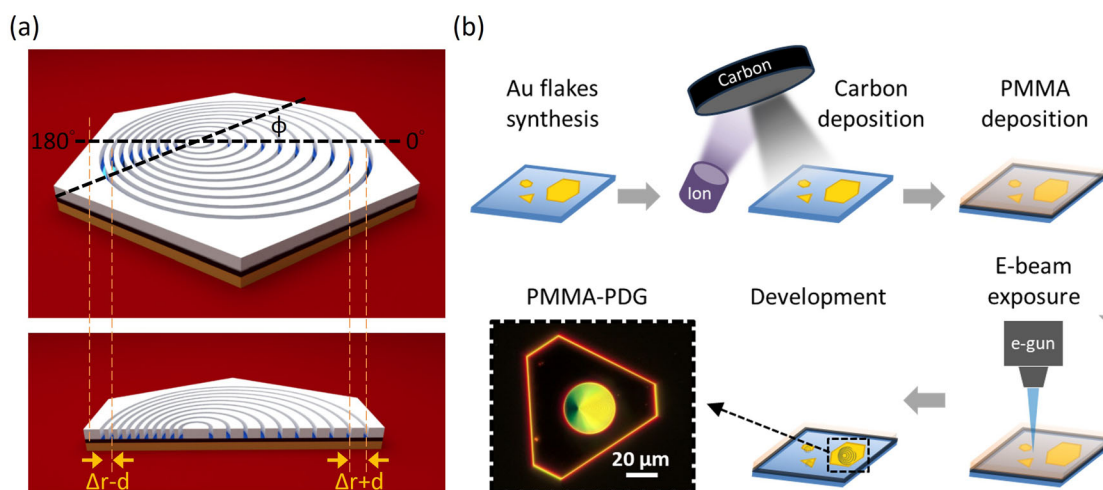 (a)
180°
ϕ
0°
Δr-d
Δr+d
(b)
Au flakes
synthesis
Carbon
Ion
Carbon
deposition
PMMA
deposition
E-beam
exposure
e-gun
Development
PMMA-PDG
20 μm